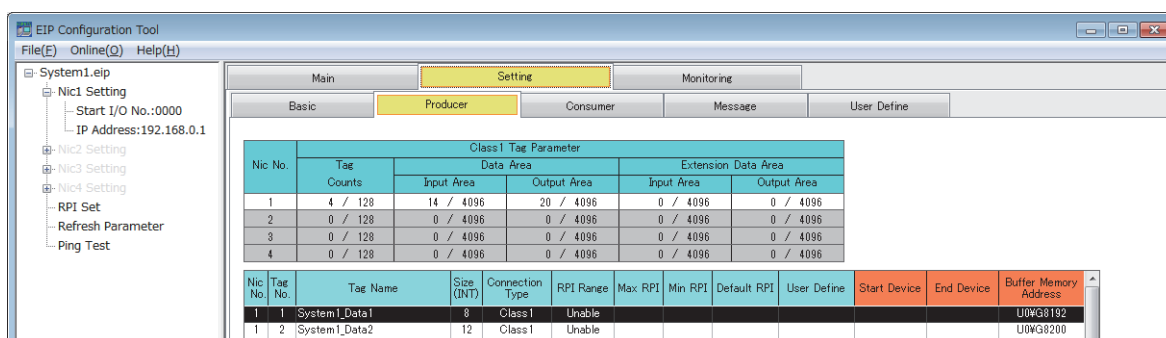 EIP Configuration Tool
File(F) Online(O) Help(H)
System1.eip
Nic1 Setting
Start I/O No.:0000
IP Address:192.168.0.1
Nic2 Setting
Nic3 Setting
Nic4 Setting
RPI Set
Refresh Parameter
Ping Test
Main Setting Monitoring
Basic Producer Consumer Message User Define
Class1 Tag Parameter
Nic No. Tag Counts Data Area Extension Data Area
Input Area Output Area Input Area Output Area
1 4 / 128 14 / 4096 20 / 4096 0 / 4096 0 / 4096
2 0 / 128 0 / 4096 0 / 4096 0 / 4096 0 / 4096
3 0 / 128 0 / 4096 0 / 4096 0 / 4096 0 / 4096
4 0 / 128 0 / 4096 0 / 4096 0 / 4096 0 / 4096
Nic No. Tag No. Tag Name Size (INT) Connection Type RPI Range Max RPI Min RPI Default RPI User Define Start Device End Device Buffer Memory Address
1 1 System1_Data1 8 Class1 Unable U0¥G8192
1 2 System1_Data2 12 Class1 Unable U0¥G8200